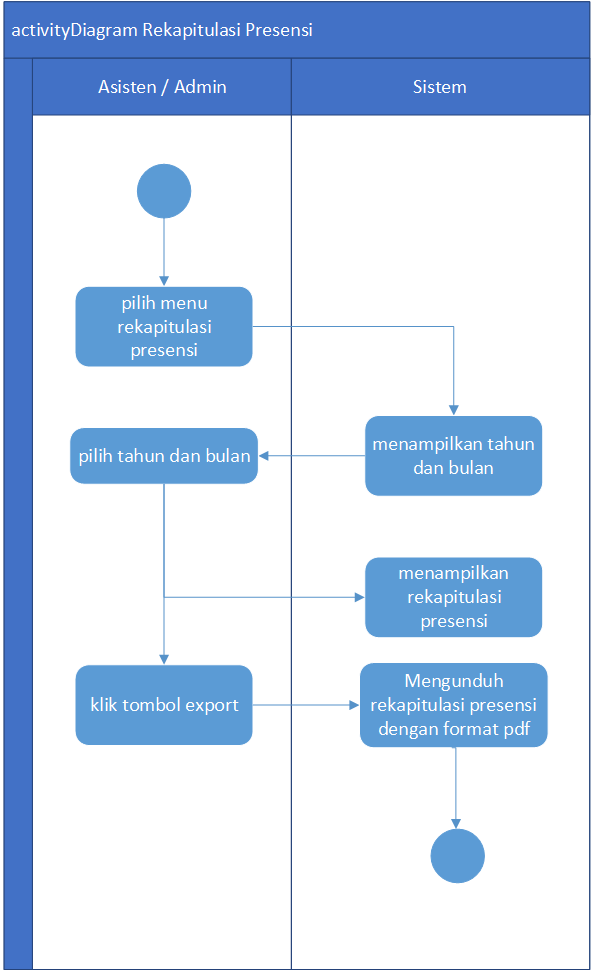 activityDiagram Rekapitulasi Presensi
Asisten / Admin
Sistem
pilih menu
rekapitulasi
presensi
menampilkan tahun
dan bulan
pilih tahun dan bulan
menampilkan
rekapitulasi
presensi
klik tombol export
Mengunduh
rekapitulasi presensi
dengan format pdf